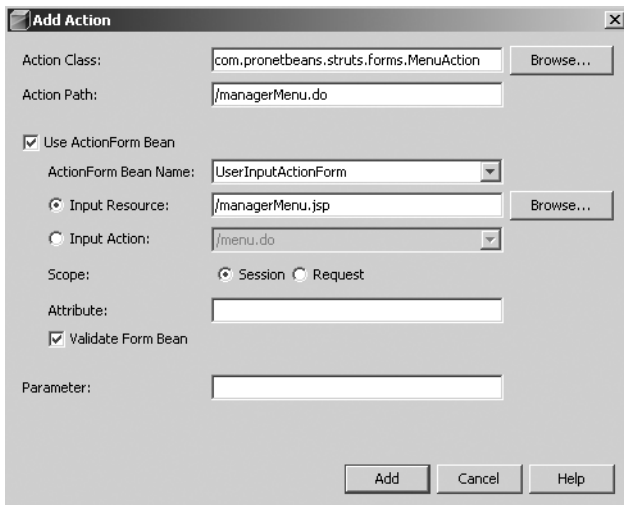 Add Action
Action Class: com.pronetbeans.struts.forms.MenuAction Browse...
Action Path: /managerMenu.do
Use ActionForm Bean
ActionForm Bean Name: UserInputActionForm
Input Resource: /managerMenu.jsp Browse...
Input Action: /menu.do
Scope: Session Request
Attribute:
Validate Form Bean
Parameter:
Add Cancel Help